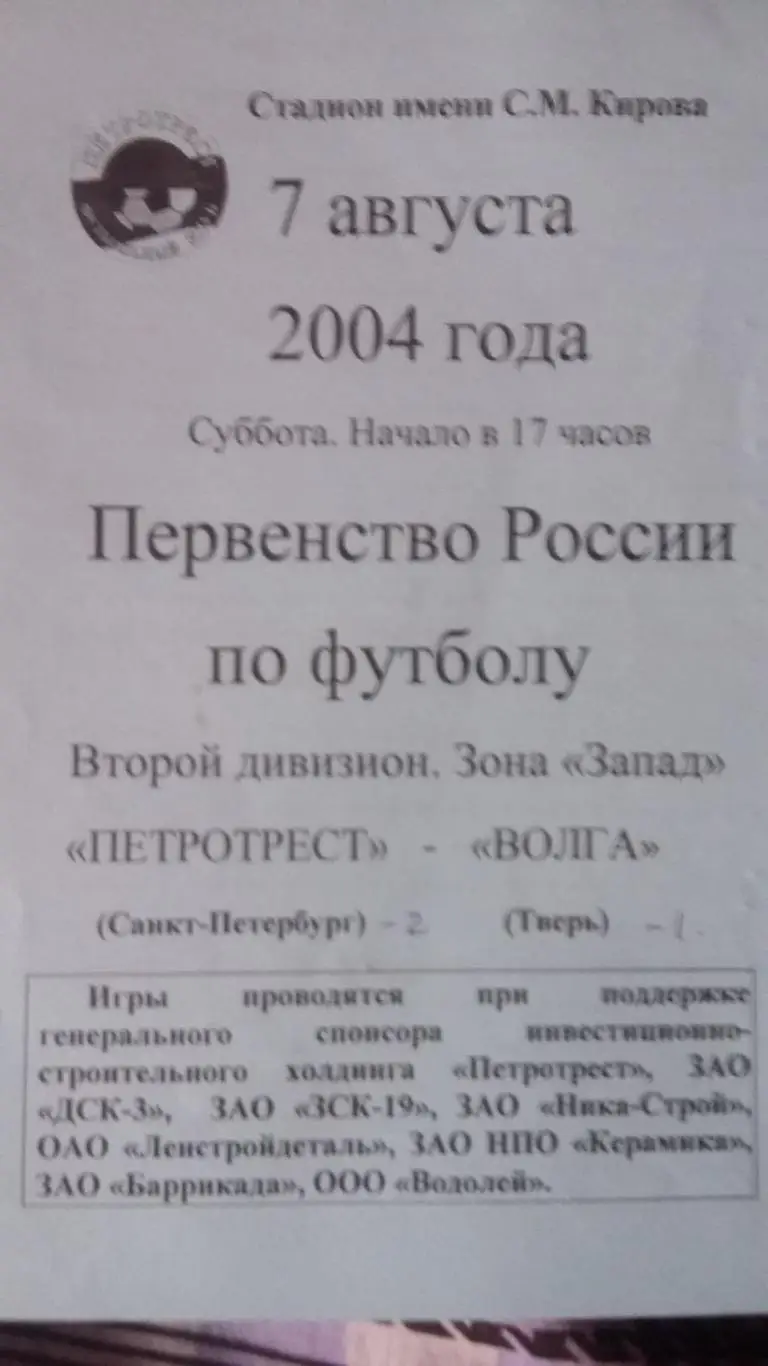 Стадион имени С.М. Кирова
ПЕТРОТРЕСТ
7 августа
2004 года
Суббота. Начало в 17 часов
Первенство России
по футболу
Второй дивизион. Зона «Запад»
«ПЕТРОТРЕСТ» - «ВОЛГА»
(Санкт-Петербург) - 2 (Тверь) - 1.
Игры проводятся при поддержке
генерального спонсора инвестиционно-
строительного холдинга «Петротрест», ЗАО
«ДСК-3», ЗАО «ЗСК-19», ЗАО «Ника-Строй»,
ОАО «Ленстройдеталь», ЗАО НПО «Керамика»,
ЗАО «Баррикада», ООО «Водолей».